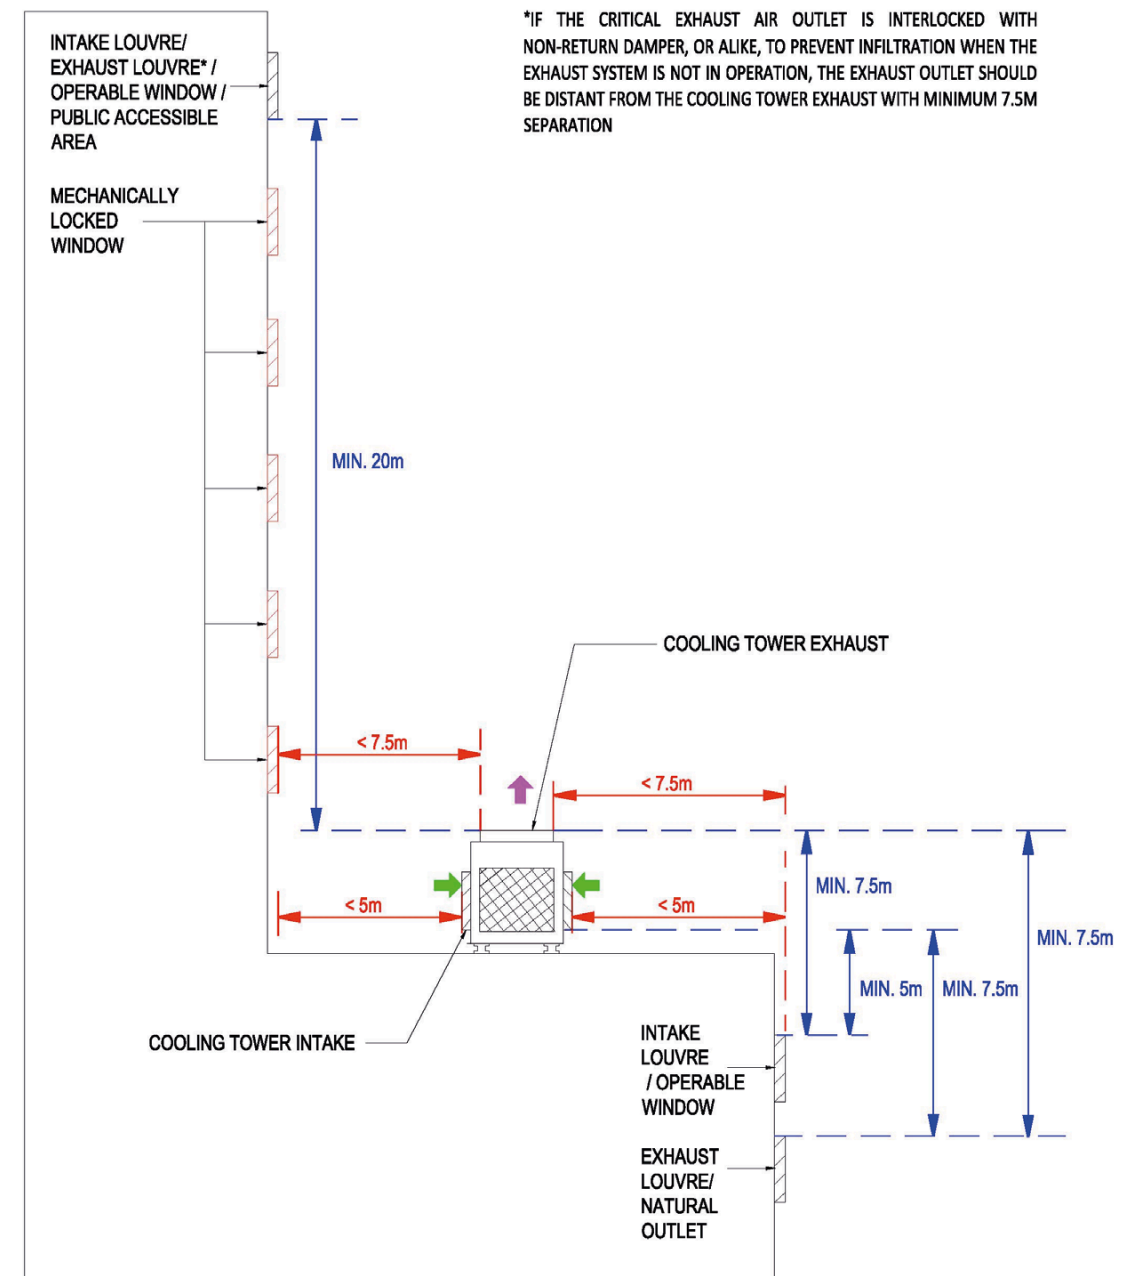 *IF THE CRITICAL EXHAUST AIR OUTLET IS INTERLOCKED WITH
NON-RETURN DAMPER, OR ALIKE, TO PREVENT INFILTRATION WHEN THE
EXHAUST SYSTEM IS NOT IN OPERATION, THE EXHAUST OUTLET SHOULD
BE DISTANT FROM THE COOLING TOWER EXHAUST WITH MINIMUM 7.5M
SEPARATION
INTAKE LOUVRE/
EXHAUST LOUVRE* /
OPERABLE WINDOW /
PUBLIC ACCESSIBLE
AREA
MECHANICALLY
LOCKED
WINDOW
MIN. 20m
COOLING TOWER EXHAUST
< 7.5m
< 7.5m
MIN. 7.5m
< 5m
< 5m
MIN. 7.5m
MIN. 5m
MIN. 7.5m
COOLING TOWER INTAKE
INTAKE
LOUVRE
/ OPERABLE
WINDOW
EXHAUST
LOUVRE/
NATURAL
OUTLET